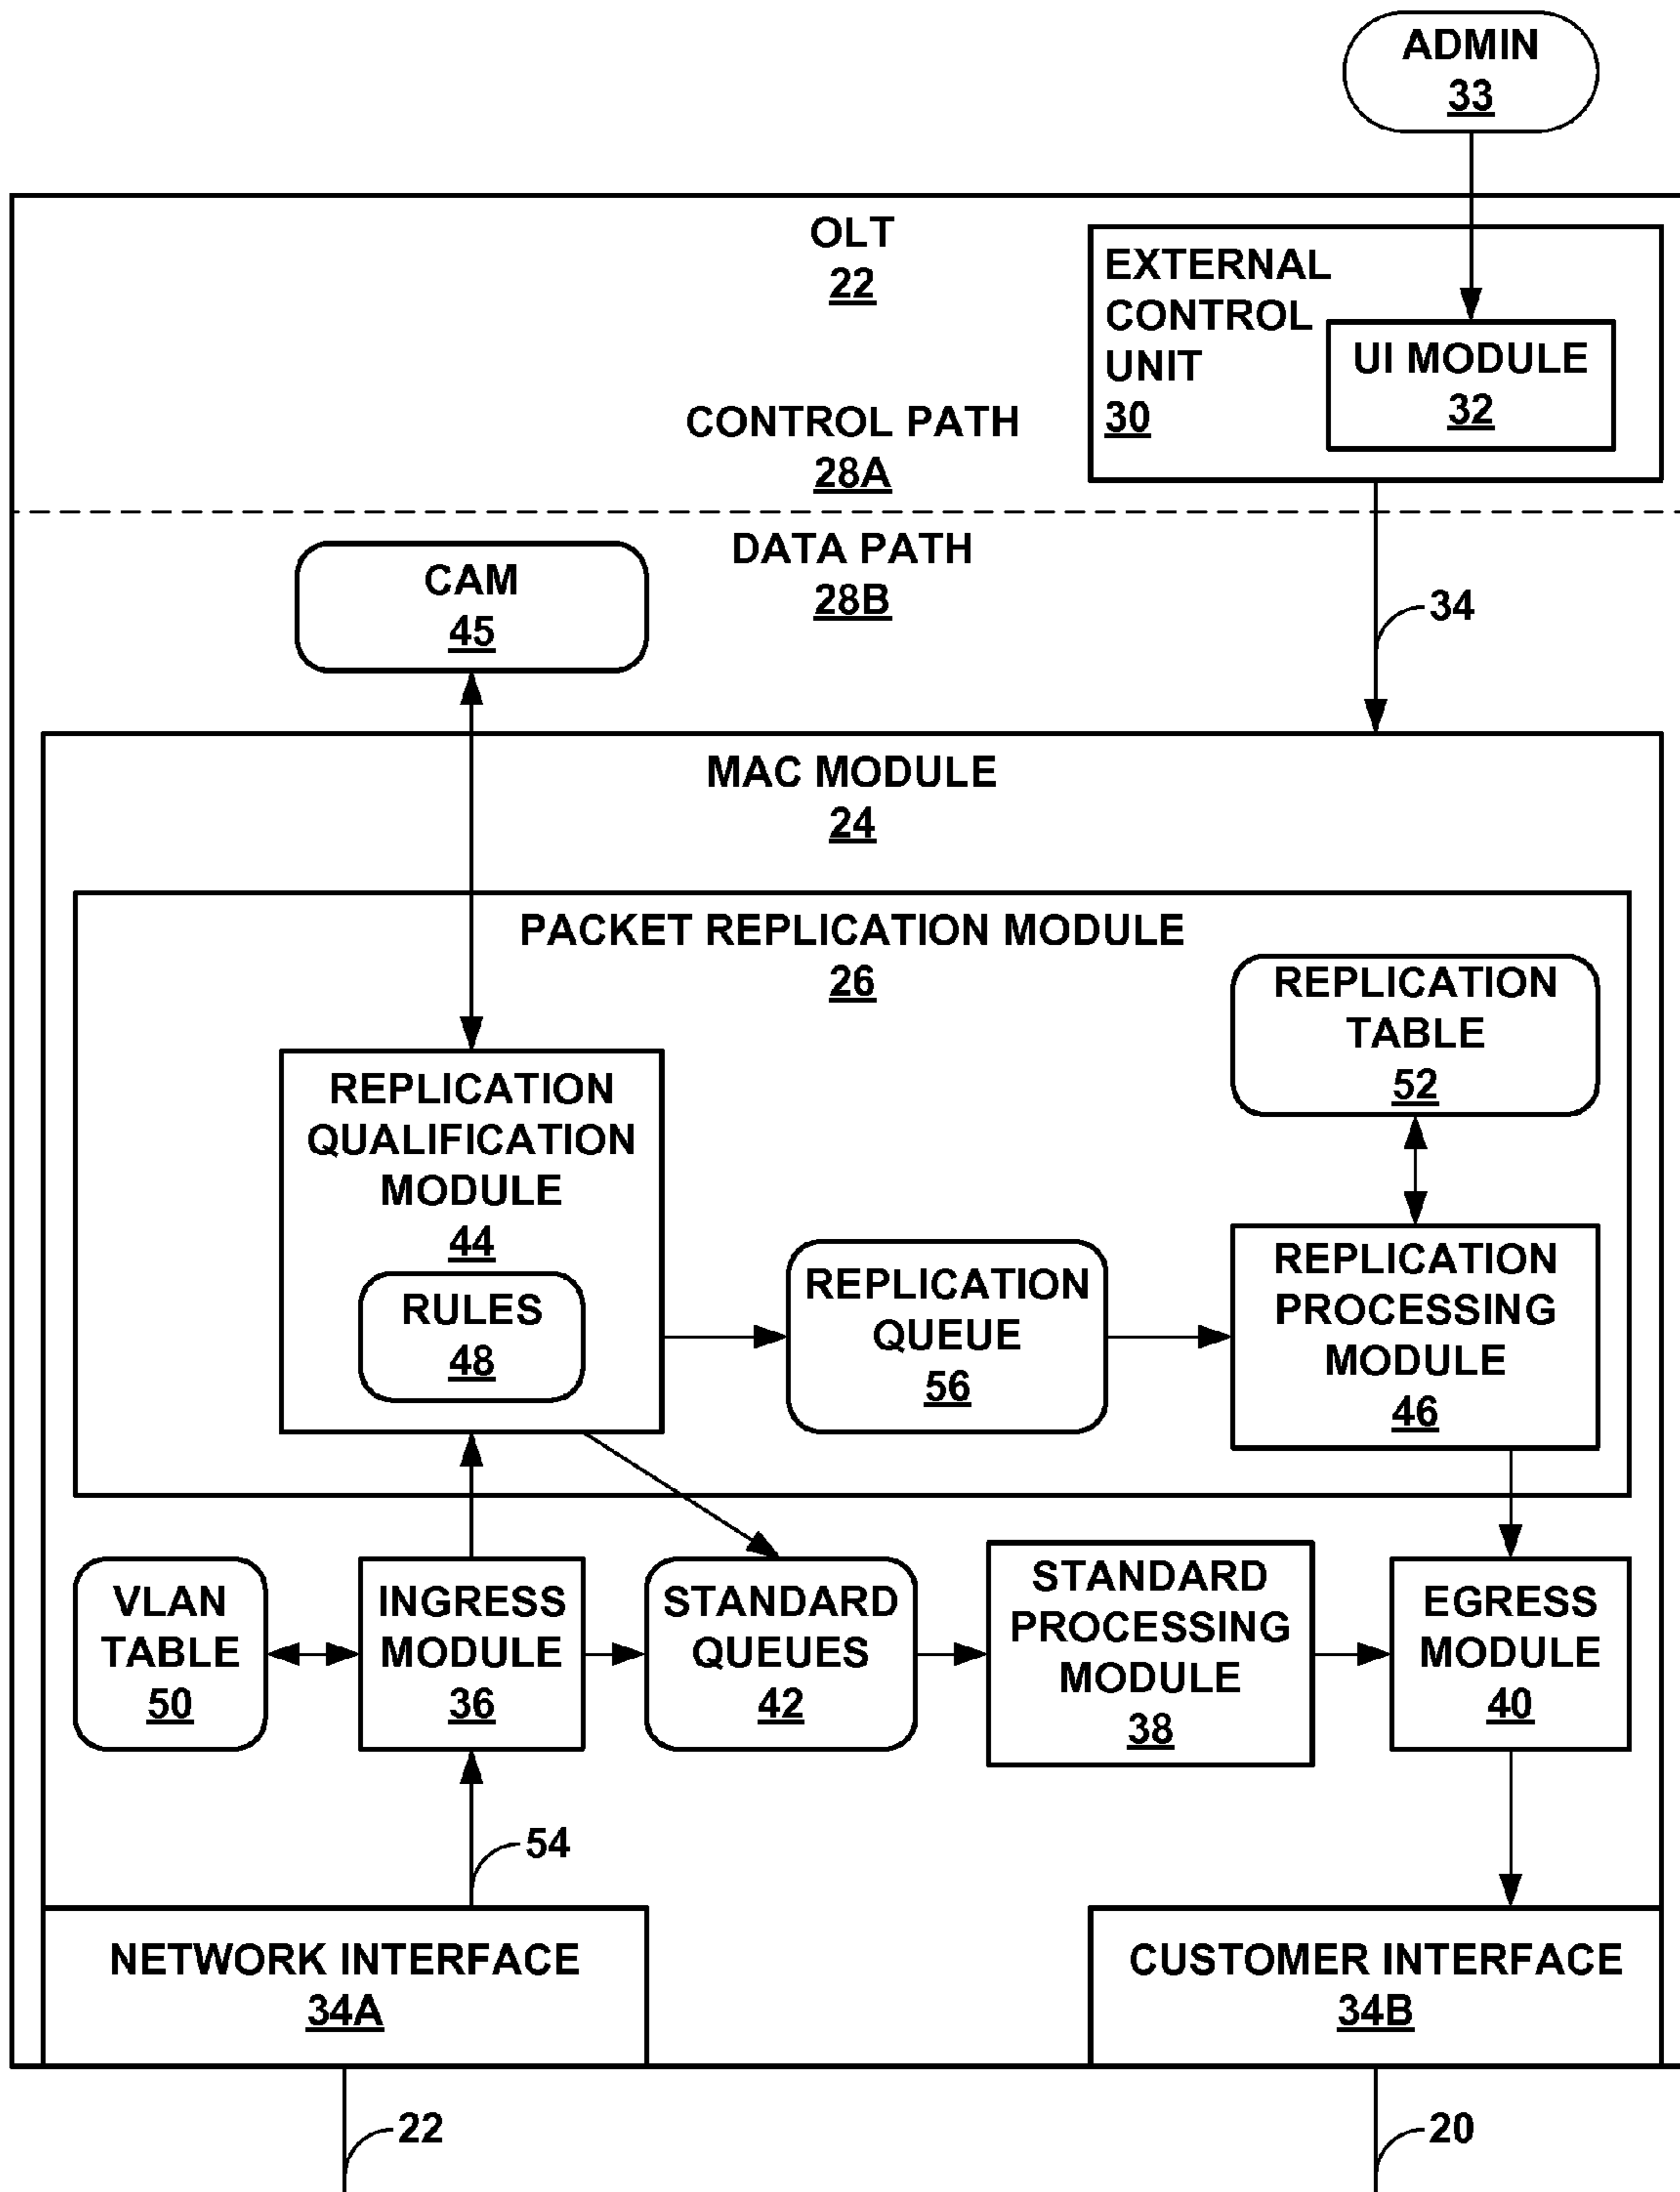 ADMIN
33
OLT
22
EXTERNAL
CONTROL
UNIT
30
UI MODULE
32
CONTROL PATH
28A
DATA PATH
28B
CAM
45
34
MAC MODULE
24
PACKET REPLICATION MODULE
26
REPLICATION
TABLE
52
REPLICATION
QUALIFICATION
MODULE
44
RULES
48
REPLICATION
QUEUE
56
REPLICATION
PROCESSING
MODULE
46
VLAN
TABLE
50
INGRESS
MODULE
36
STANDARD
QUEUES
42
STANDARD
PROCESSING
MODULE
38
EGRESS
MODULE
40
54
NETWORK INTERFACE
34A
CUSTOMER INTERFACE
34B
22
20